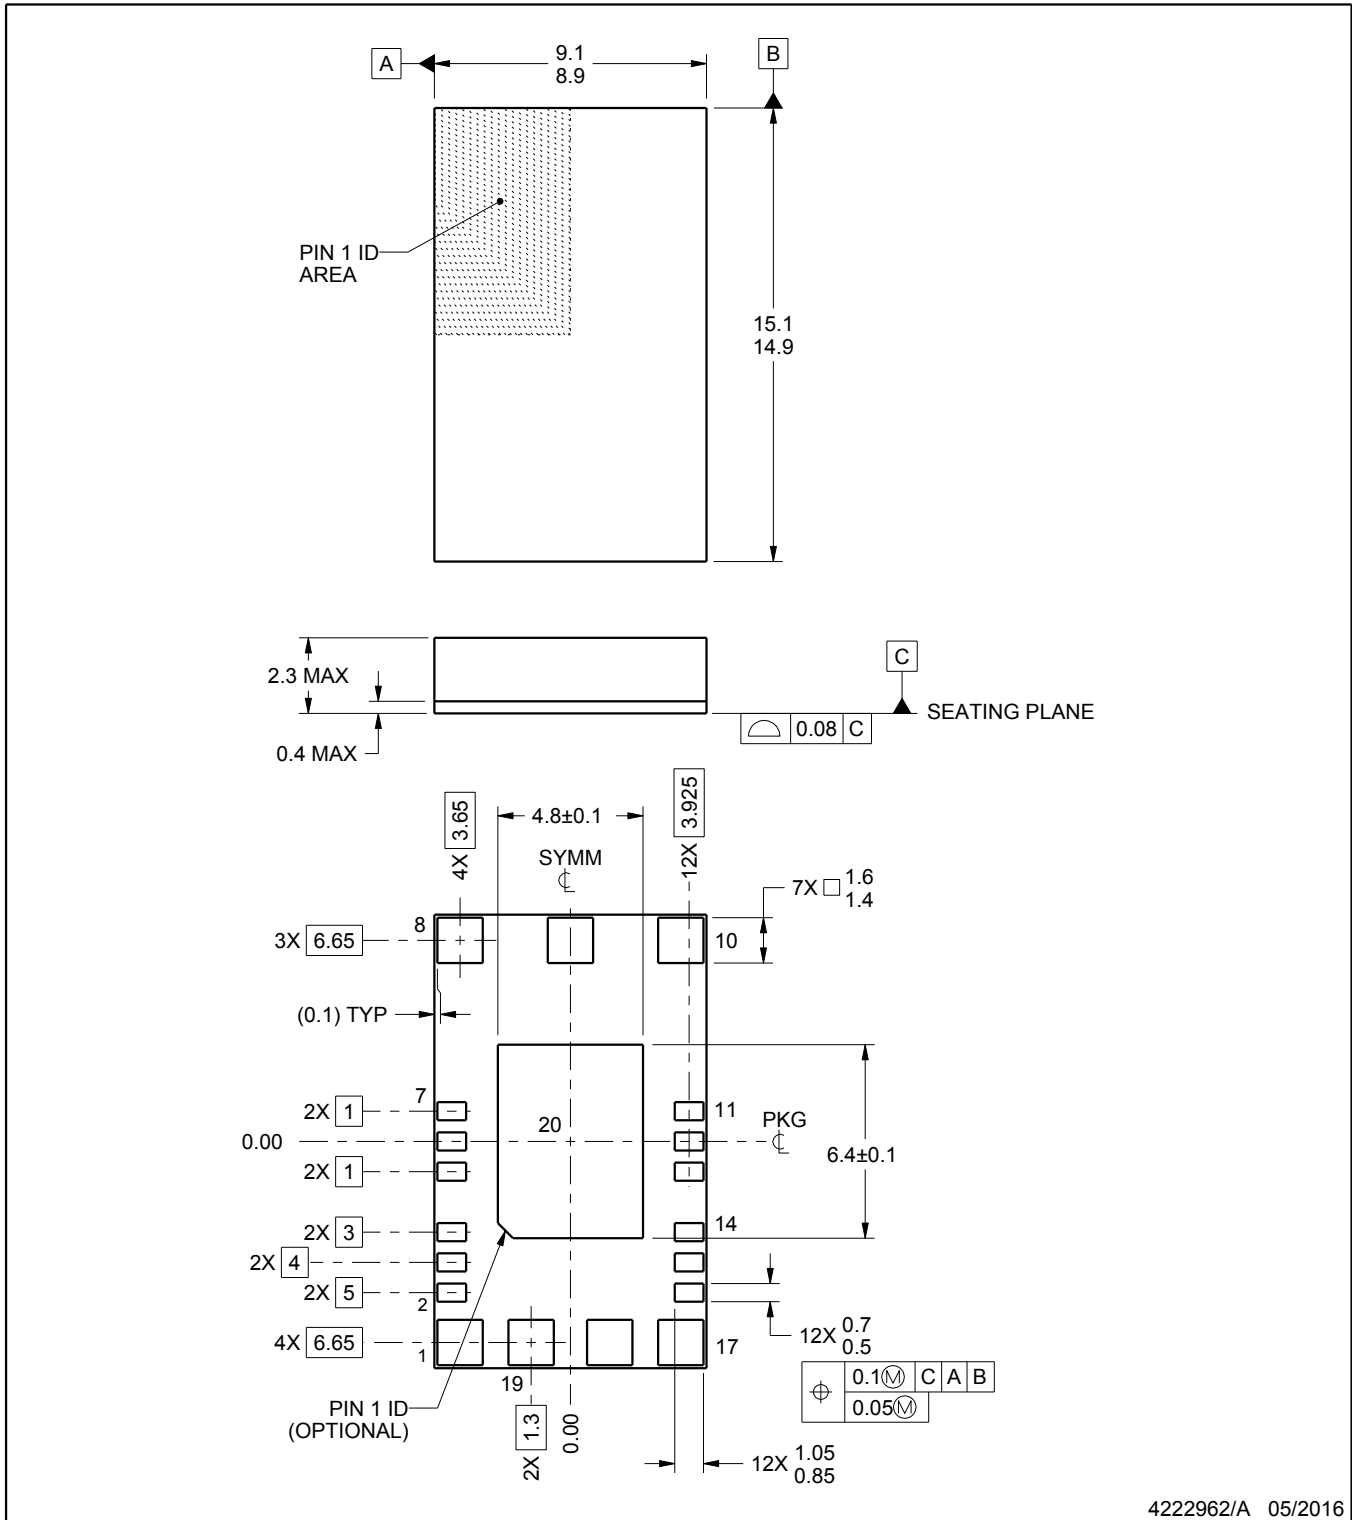 A
9.1
8.9
B
PIN 1 ID
AREA
15.1
14.9
2.3 MAX
0.4 MAX
C
SEATING PLANE
0.08 C
4X 3.65
4.8±0.1
12X 3.925
SYMM
7X 1.6
1.4
8
10
3X 6.65
(0.1) TYP
7
11
2X 1
20
PKG
0.00
6.4±0.1
2X 1
2X 3
14
2X 4
2X 5
2
12X 0.7
0.5
4X 6.65
1
17
19
0.1Ⓜ C A B
0.05Ⓜ
PIN 1 ID
(OPTIONAL)
2X 1.3
0.00
12X 1.05
0.85
4222962/A 05/2016